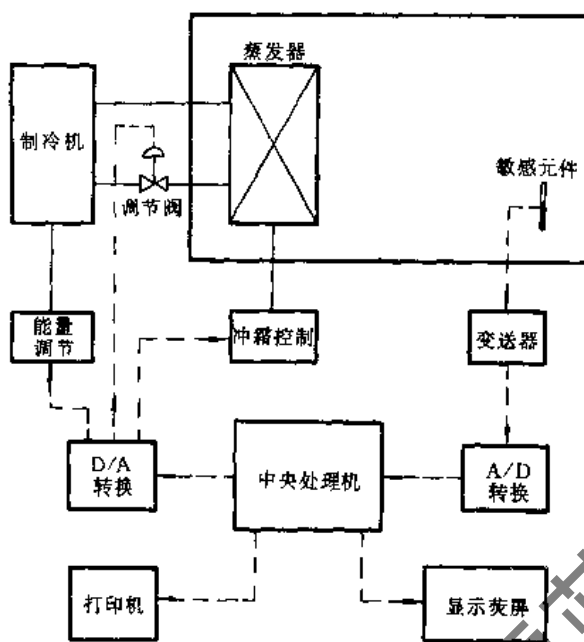 蒸发器
制冷机
敏感元件
调节阀
能量
调节
冲霜控制
变送器
D/A
转换
中央处理机
A/D
转换
打印机
显示荧屏